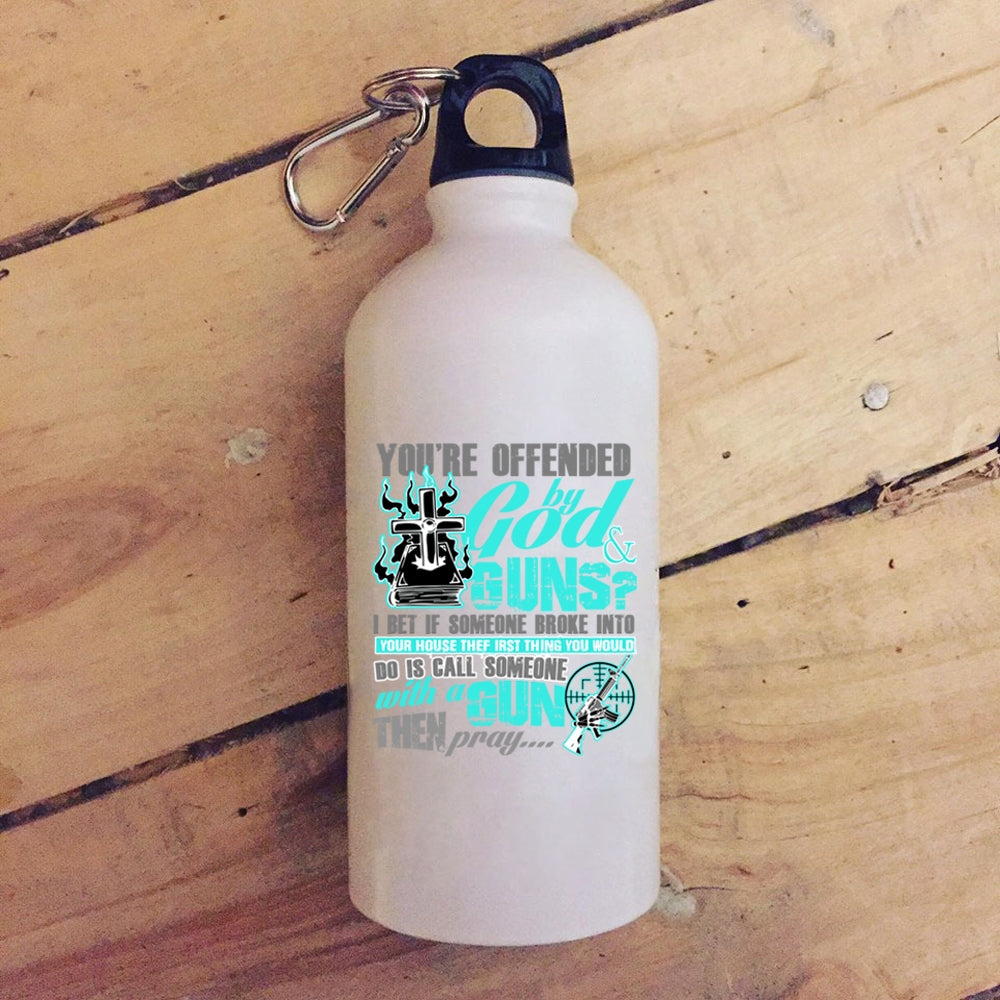 YOU'RE OFFENDED
by
God &
GUNS?
I BET IF SOMEONE BROKE INTO
YOUR HOUSE THEF IRST THING YOU WOULD
DO IS CALL SOMEONE
with a GUN
THEN pray....